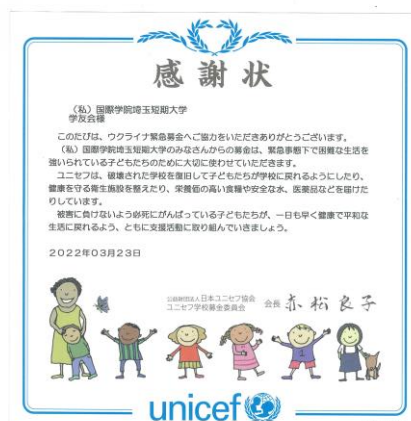 感謝状
(私)国際学院埼玉短期大学
学友会様
このたびは、ウクライナ緊急募金へご協力をいただきありがとうございます。
(私)国際学院埼玉短期大学のみなさんからの募金は、緊急事態下で困難な生活を
強いられている子どもたちのために大切に使わせていただきます。
ユニセフは、破壊された学校を復旧して子どもたちが学校に戻れるようにしたり、
健康を守る衛生施設を整えたり、栄養価の高い食糧や安全な水、医薬品などを届けた
りしています。
被害に負けないよう必死にがんばっている子どもたちが、一日も早く健康で平和な
生活に戻れるよう、ともに支援活動に取り組んでいきましょう。
2022年03月23日
公益財団法人日本ユニセフ協会
ユニセフ学校募金委員会
会長 赤松良子
unicef